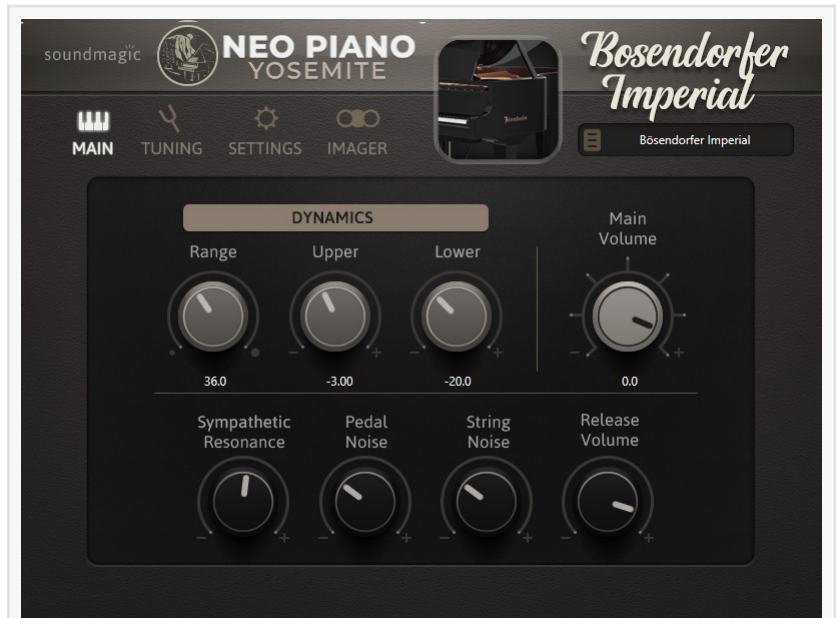 soundmagic
NEO PIANO
YOSEMITE
Bosendorfer
Imperial
Bösendorfer Imperial
MAIN
TUNING
SETTINGS
IMAGER
DYNAMICS
Range
Upper
Lower
Main
Volume
36.0
-3.00
-20.0
0.0
Sympathetic
Resonance
Pedal
Noise
String
Noise
Release
Volume